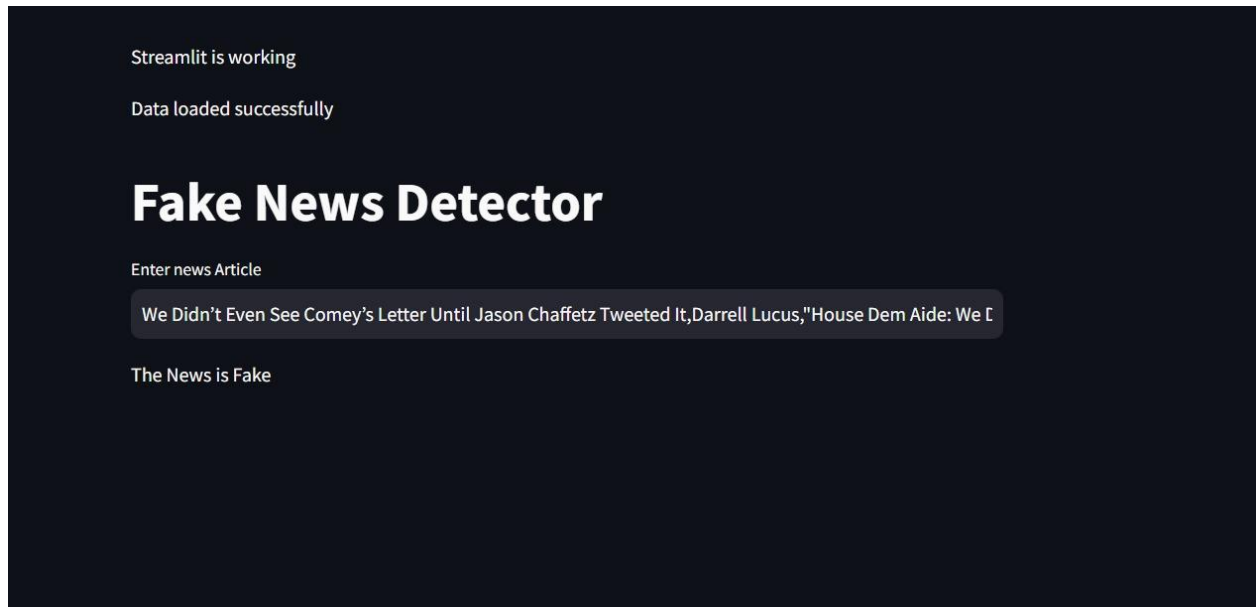 Streamlit is working
Data loaded successfully
Fake News Detector
Enter news Article
We Didn’t Even See Comey’s Letter Until Jason Chaffetz Tweeted It,Darrell Lucus,"House Dem Aide: We
The News is Fake